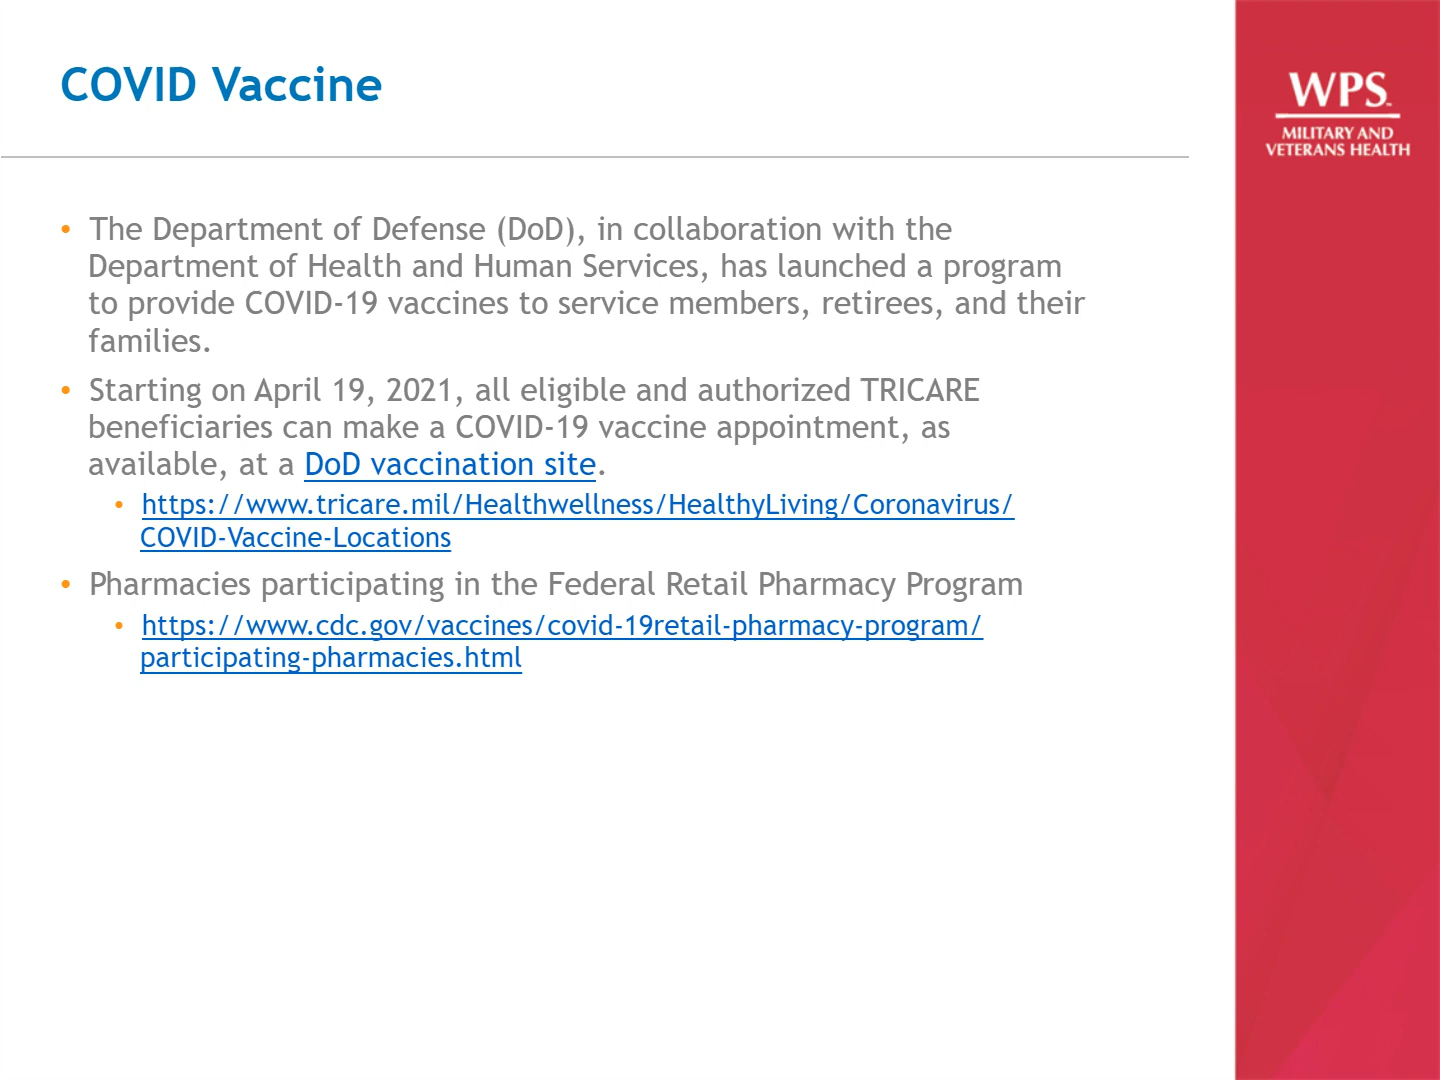 COVID Vaccine
WPS
MILITARY AND
VETERANS HEALTH
• The Department of Defense (DoD), in collaboration with the
Department of Health and Human Services, has launched a program
to provide COVID-19 vaccines to service members, retirees, and their
families.
• Starting on April 19, 2021, all eligible and authorized TRICARE
beneficiaries can make a COVID-19 vaccine appointment, as
available, at a DoD vaccination site.
• https://www.tricare.mil/Healthwellness/HealthyLiving/Coronavirus/
COVID-Vaccine-Locations
• Pharmacies participating in the Federal Retail Pharmacy Program
• https://www.cdc.gov/vaccines/covid-19retail-pharmacy-program/
participating-pharmacies.html